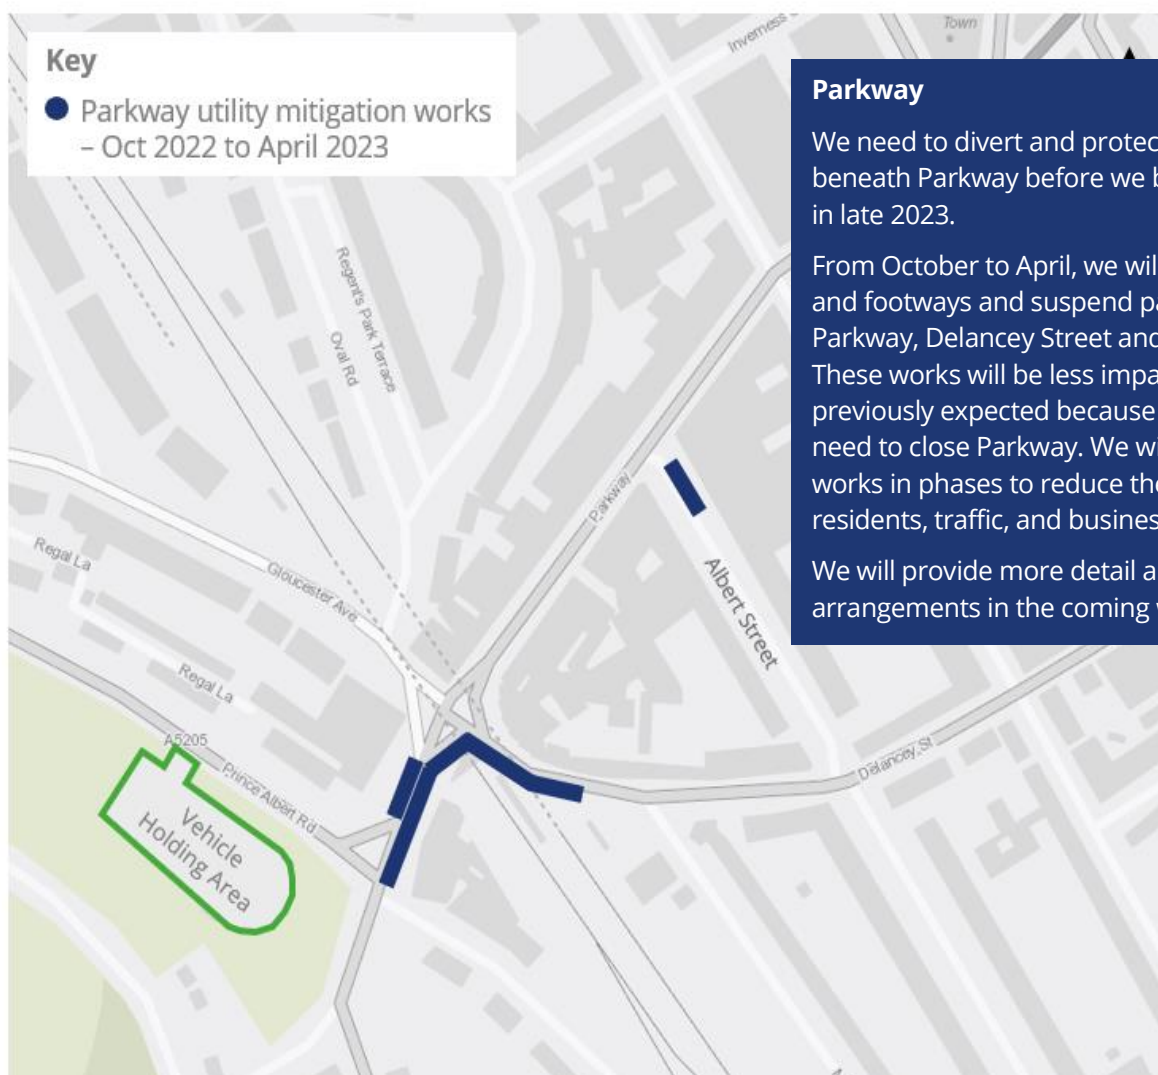 Key
Parkway utility mitigation works
– Oct 2022 to April 2023
Town
Inverness
Parkway
We need to divert and protec
beneath Parkway before we b
in late 2023.
From October to April, we wil
and footways and suspend pa
Parkway, Delancey Street and
These works will be less impa
previously expected because
need to close Parkway. We wi
works in phases to reduce the
residents, traffic, and busines
We will provide more detail a
arrangements in the coming
Regent's Park Terrace
Oval Rd
Parkway
Albert Street
Regal La
Gloucester Ave
Regal La
A5205
Prince Albert Rd
Delancey St
Vehicle
Holding Area